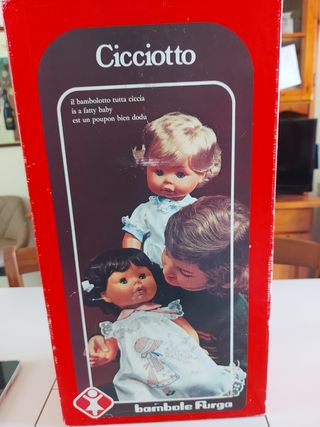 Cicciotto
il bambolotto tutta ciccia
is a fatty baby
est un poupon bien dodu
bambole Furga